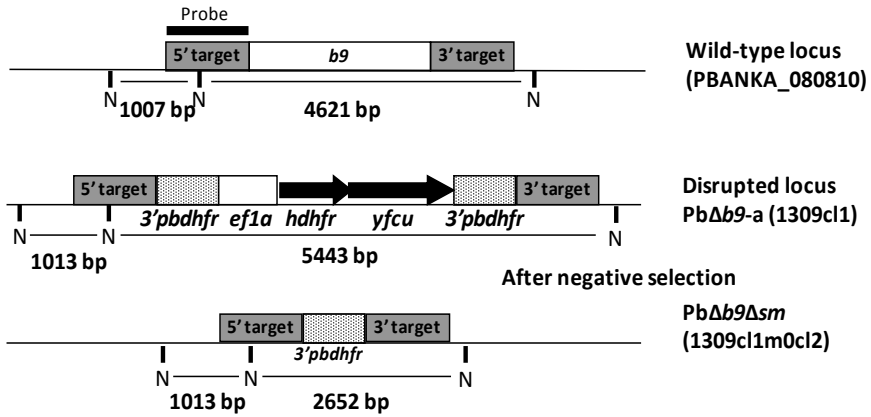 Probe
5’ target b9 3’ target
Wild-type locus
(PBANKA_080810)
N N N
1007 bp 4621 bp
5’ target 3’ target
3’pbdhfr ef1a hdhfr yfcu 3’pbdhfr
Disrupted locus
PbΔb9-a (1309cl1)
N N N
1013 bp 5443 bp
After negative selection
5’ target 3’ target
3’pbdhfr
PbΔb9Δsm
(1309cl1m0cl2)
N N N
1013 bp 2652 bp